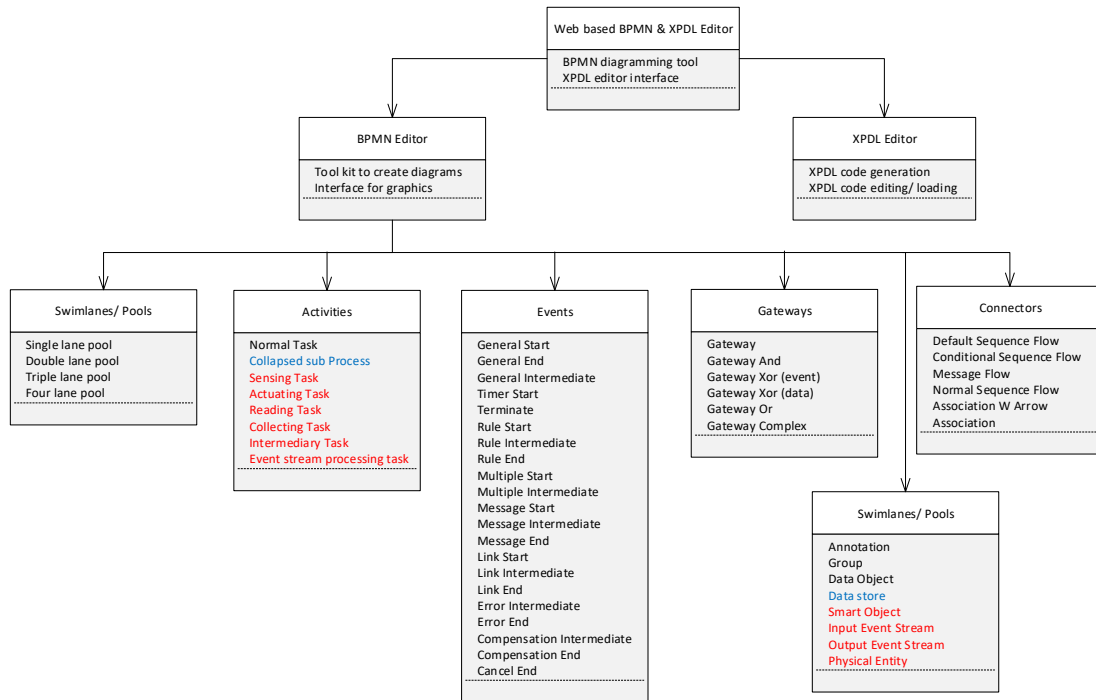 Web based BPMN & XPDL Editor
BPMN diagramming tool
XPDL editor interface
BPMN Editor
Tool kit to create diagrams
Interface for graphics
XPDL Editor
XPDL code generation
XPDL code editing/ loading
Swimlanes/ Pools
Single lane pool
Double lane pool
Triple lane pool
Four lane pool
Activities
Normal Task
Collapsed sub Process
Sensing Task
Actuating Task
Reading Task
Collecting Task
Intermediary Task
Event stream processing task
Events
General Start
General End
General Intermediate
Timer Start
Terminate
Rule Start
Rule Intermediate
Rule End
Multiple Start
Multiple Intermediate
Message Start
Message Intermediate
Message End
Link Start
Link Intermediate
Link End
Error Intermediate
Error End
Compensation Intermediate
Compensation End
Cancel End
Gateways
Gateway
Gateway And
Gateway Xor (event)
Gateway Xor (data)
Gateway Or
Gateway Complex
Connectors
Default Sequence Flow
Conditional Sequence Flow
Message Flow
Normal Sequence Flow
Association W Arrow
Association
Swimlanes/ Pools
Annotation
Group
Data Object
Data store
Smart Object
Input Event Stream
Output Event Stream
Physical Entity